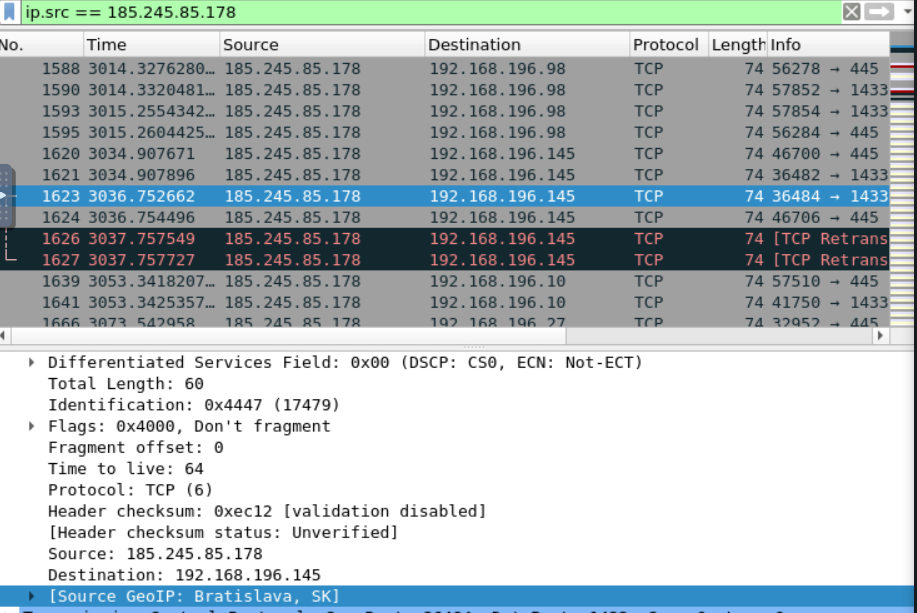 ip.src == 185.245.85.178
No. Time Source Destination Protocol Length Info
1588 3014.3276280… 185.245.85.178 192.168.196.98 TCP 74 56278 → 445
1590 3014.3320481… 185.245.85.178 192.168.196.98 TCP 74 57852 → 1433
1593 3015.2554342… 185.245.85.178 192.168.196.98 TCP 74 57854 → 1433
1595 3015.2604425… 185.245.85.178 192.168.196.98 TCP 74 56284 → 445
1620 3034.907671 185.245.85.178 192.168.196.145 TCP 74 46700 → 445
1621 3034.907896 185.245.85.178 192.168.196.145 TCP 74 36482 → 1433
1623 3036.752662 185.245.85.178 192.168.196.145 TCP 74 36484 → 1433
1624 3036.754496 185.245.85.178 192.168.196.145 TCP 74 46706 → 445
1626 3037.757549 185.245.85.178 192.168.196.145 TCP 74 [TCP Retrans
1627 3037.757727 185.245.85.178 192.168.196.145 TCP 74 [TCP Retrans
1639 3053.3418207… 185.245.85.178 192.168.196.10 TCP 74 57510 → 445
1641 3053.3425357… 185.245.85.178 192.168.196.10 TCP 74 41750 → 1433
1666 3073.542958 185.245.85.178 192.168.196.27 TCP 74 32952 → 445
Differentiated Services Field: 0x00 (DSCP: CS0, ECN: Not-ECT)
Total Length: 60
Identification: 0x4447 (17479)
Flags: 0x4000, Don't fragment
Fragment offset: 0
Time to live: 64
Protocol: TCP (6)
Header checksum: 0xec12 [validation disabled]
[Header checksum status: Unverified]
Source: 185.245.85.178
Destination: 192.168.196.145
[Source GeoIP: Bratislava, SK]